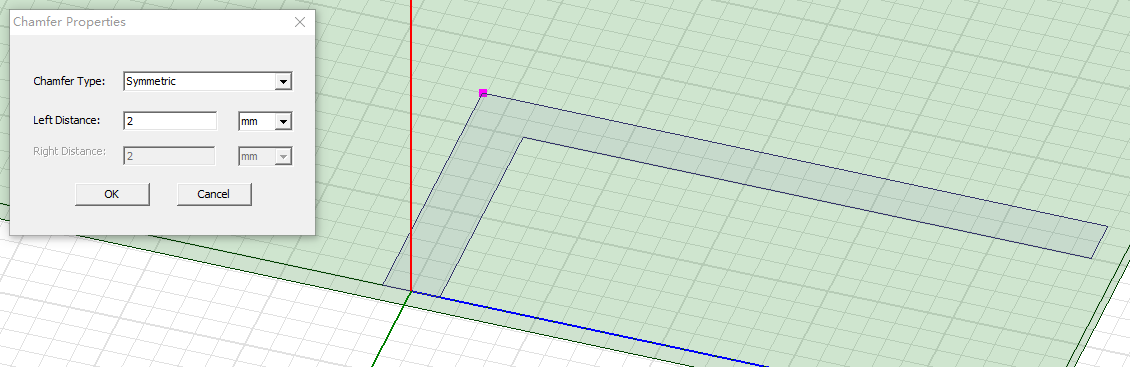 Chamfer Properties
Chamfer Type: Symmetric
Left Distance: 2 mm
Right Distance: 2 mm
OK Cancel